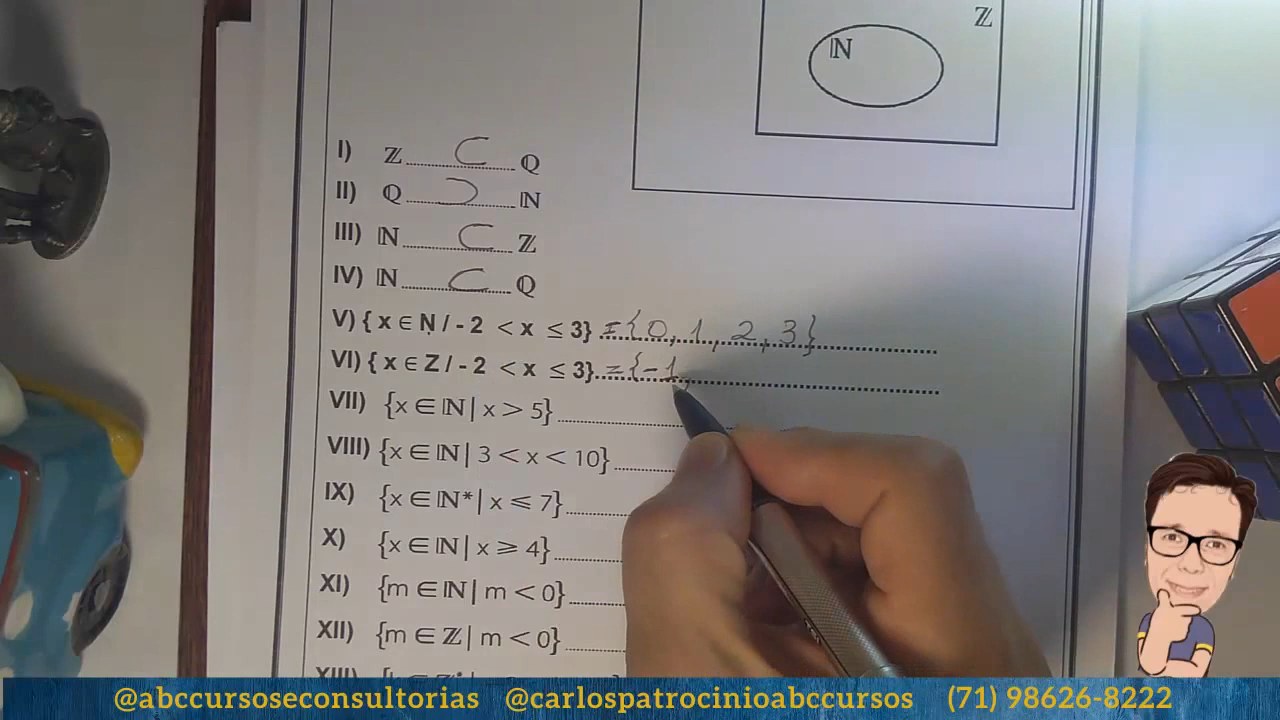 ℤ
ℕ
I) ℤ ⊂ ℚ
II) ℚ ⊃ ℕ
III) ℕ ⊂ ℤ
IV) ℕ ⊂ ℚ
V) { x ∈ N / - 2 < x ≤ 3} = {0, 1, 2, 3}
VI) { x ∈ Z / - 2 < x ≤ 3} = {-1,
VII) {x ∈ ℕ | x > 5}
VIII) {x ∈ ℕ | 3 < x < 10}
IX) {x ∈ ℕ* | x ⩽ 7}
X) {x ∈ ℕ | x ⩾ 4}
XI) {m ∈ ℕ | m < 0}
XII) {m ∈ ℤ | m < 0}
@abccursoseconsultorias @carlospatrocinioabccursos (71) 98626-8222